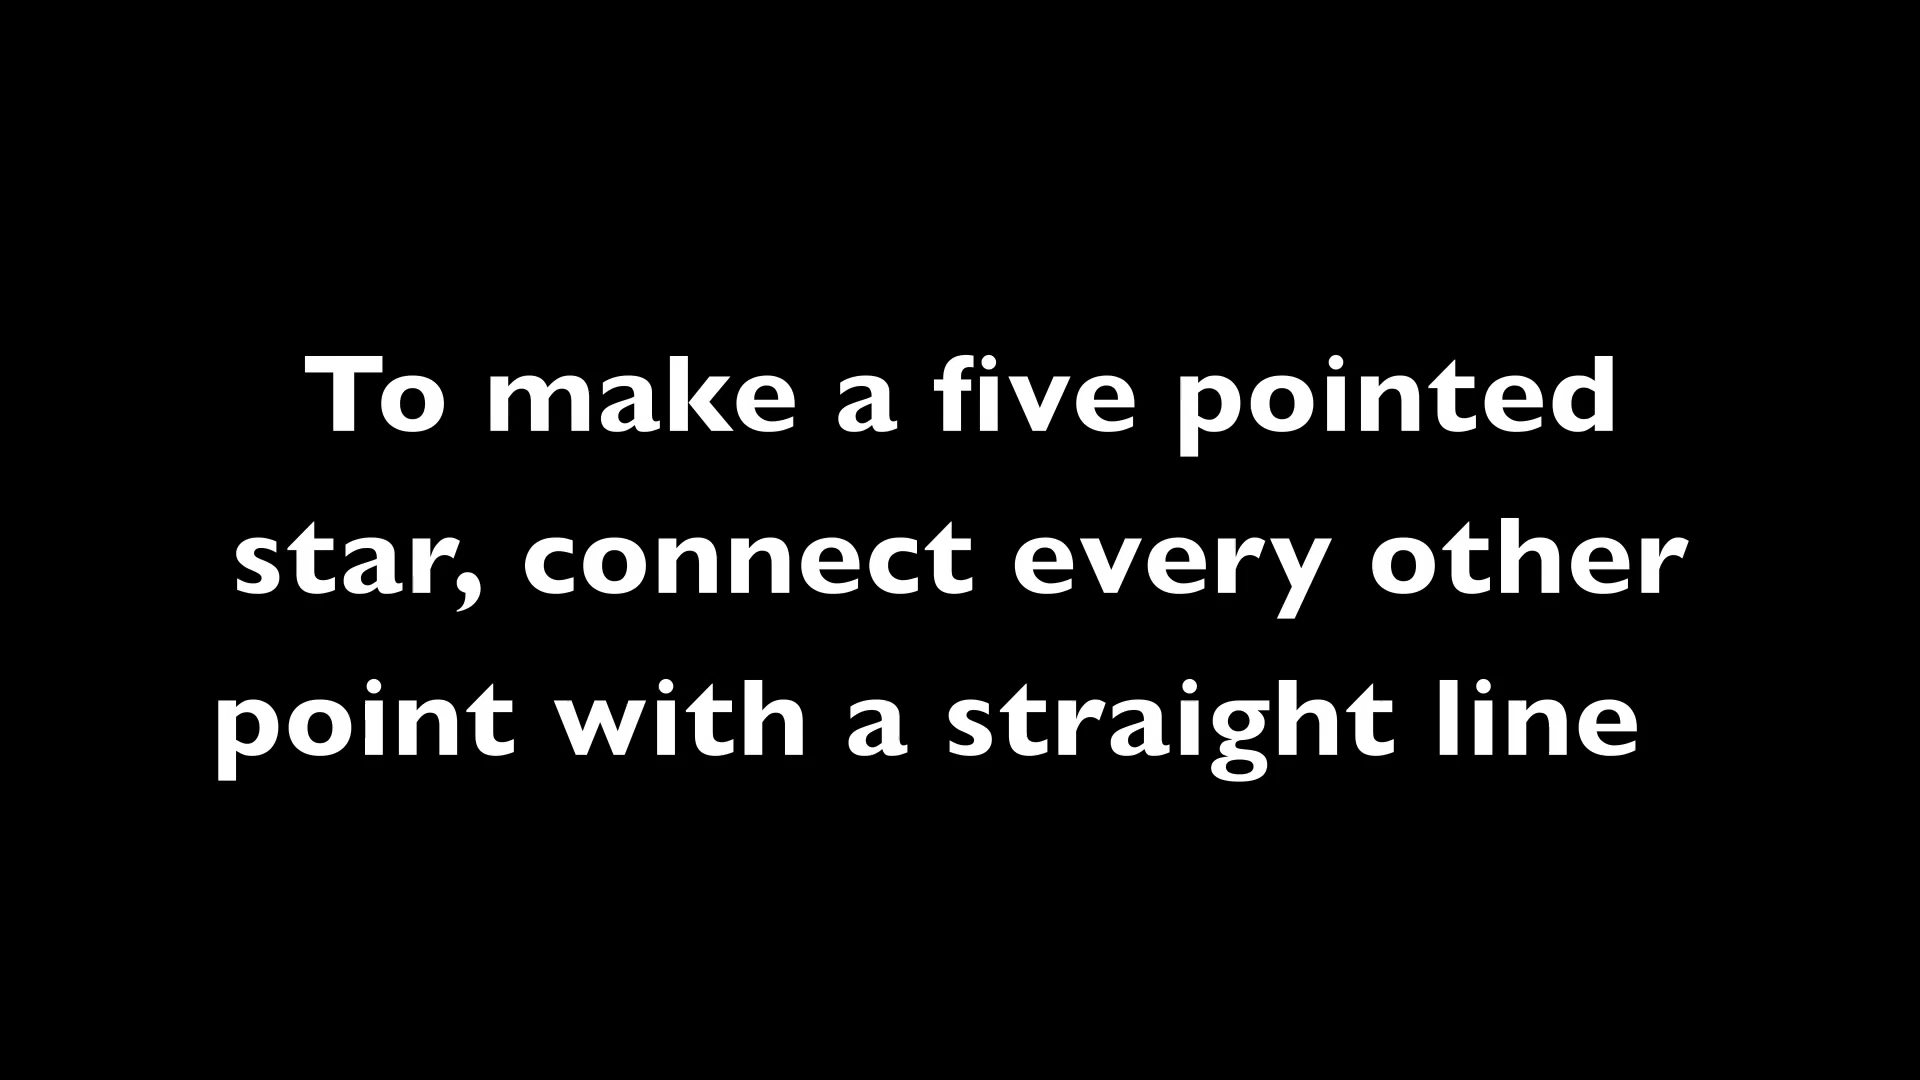 To make a five pointed
star, connect every other
point with a straight line